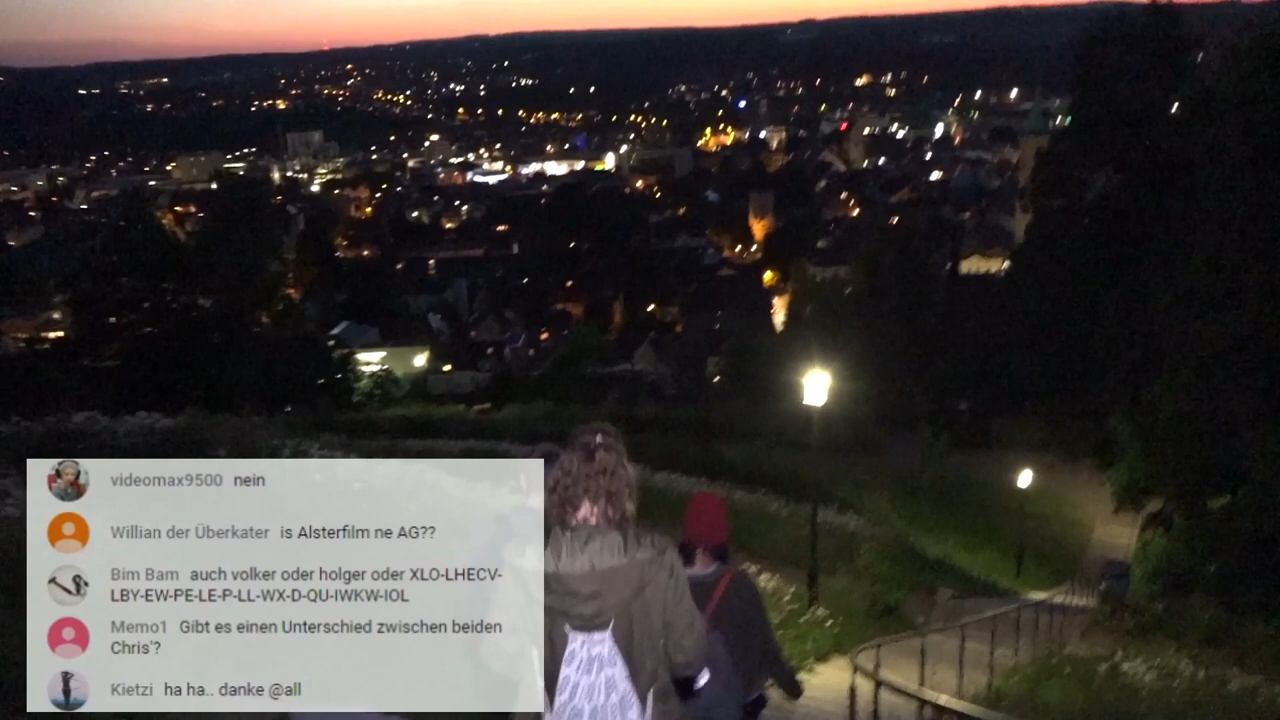 videomax9500 nein
Willian der Überkater is Alsterfilm ne AG??
Bim Bam auch volker oder holger oder XLO-LHECV-
LBY-EW-PE-LE-P-LL-WX-D-QU-IWKW-IOL
Memo1 Gibt es einen Unterschied zwischen beiden
Chris'?
Kietzi ha ha.. danke @all